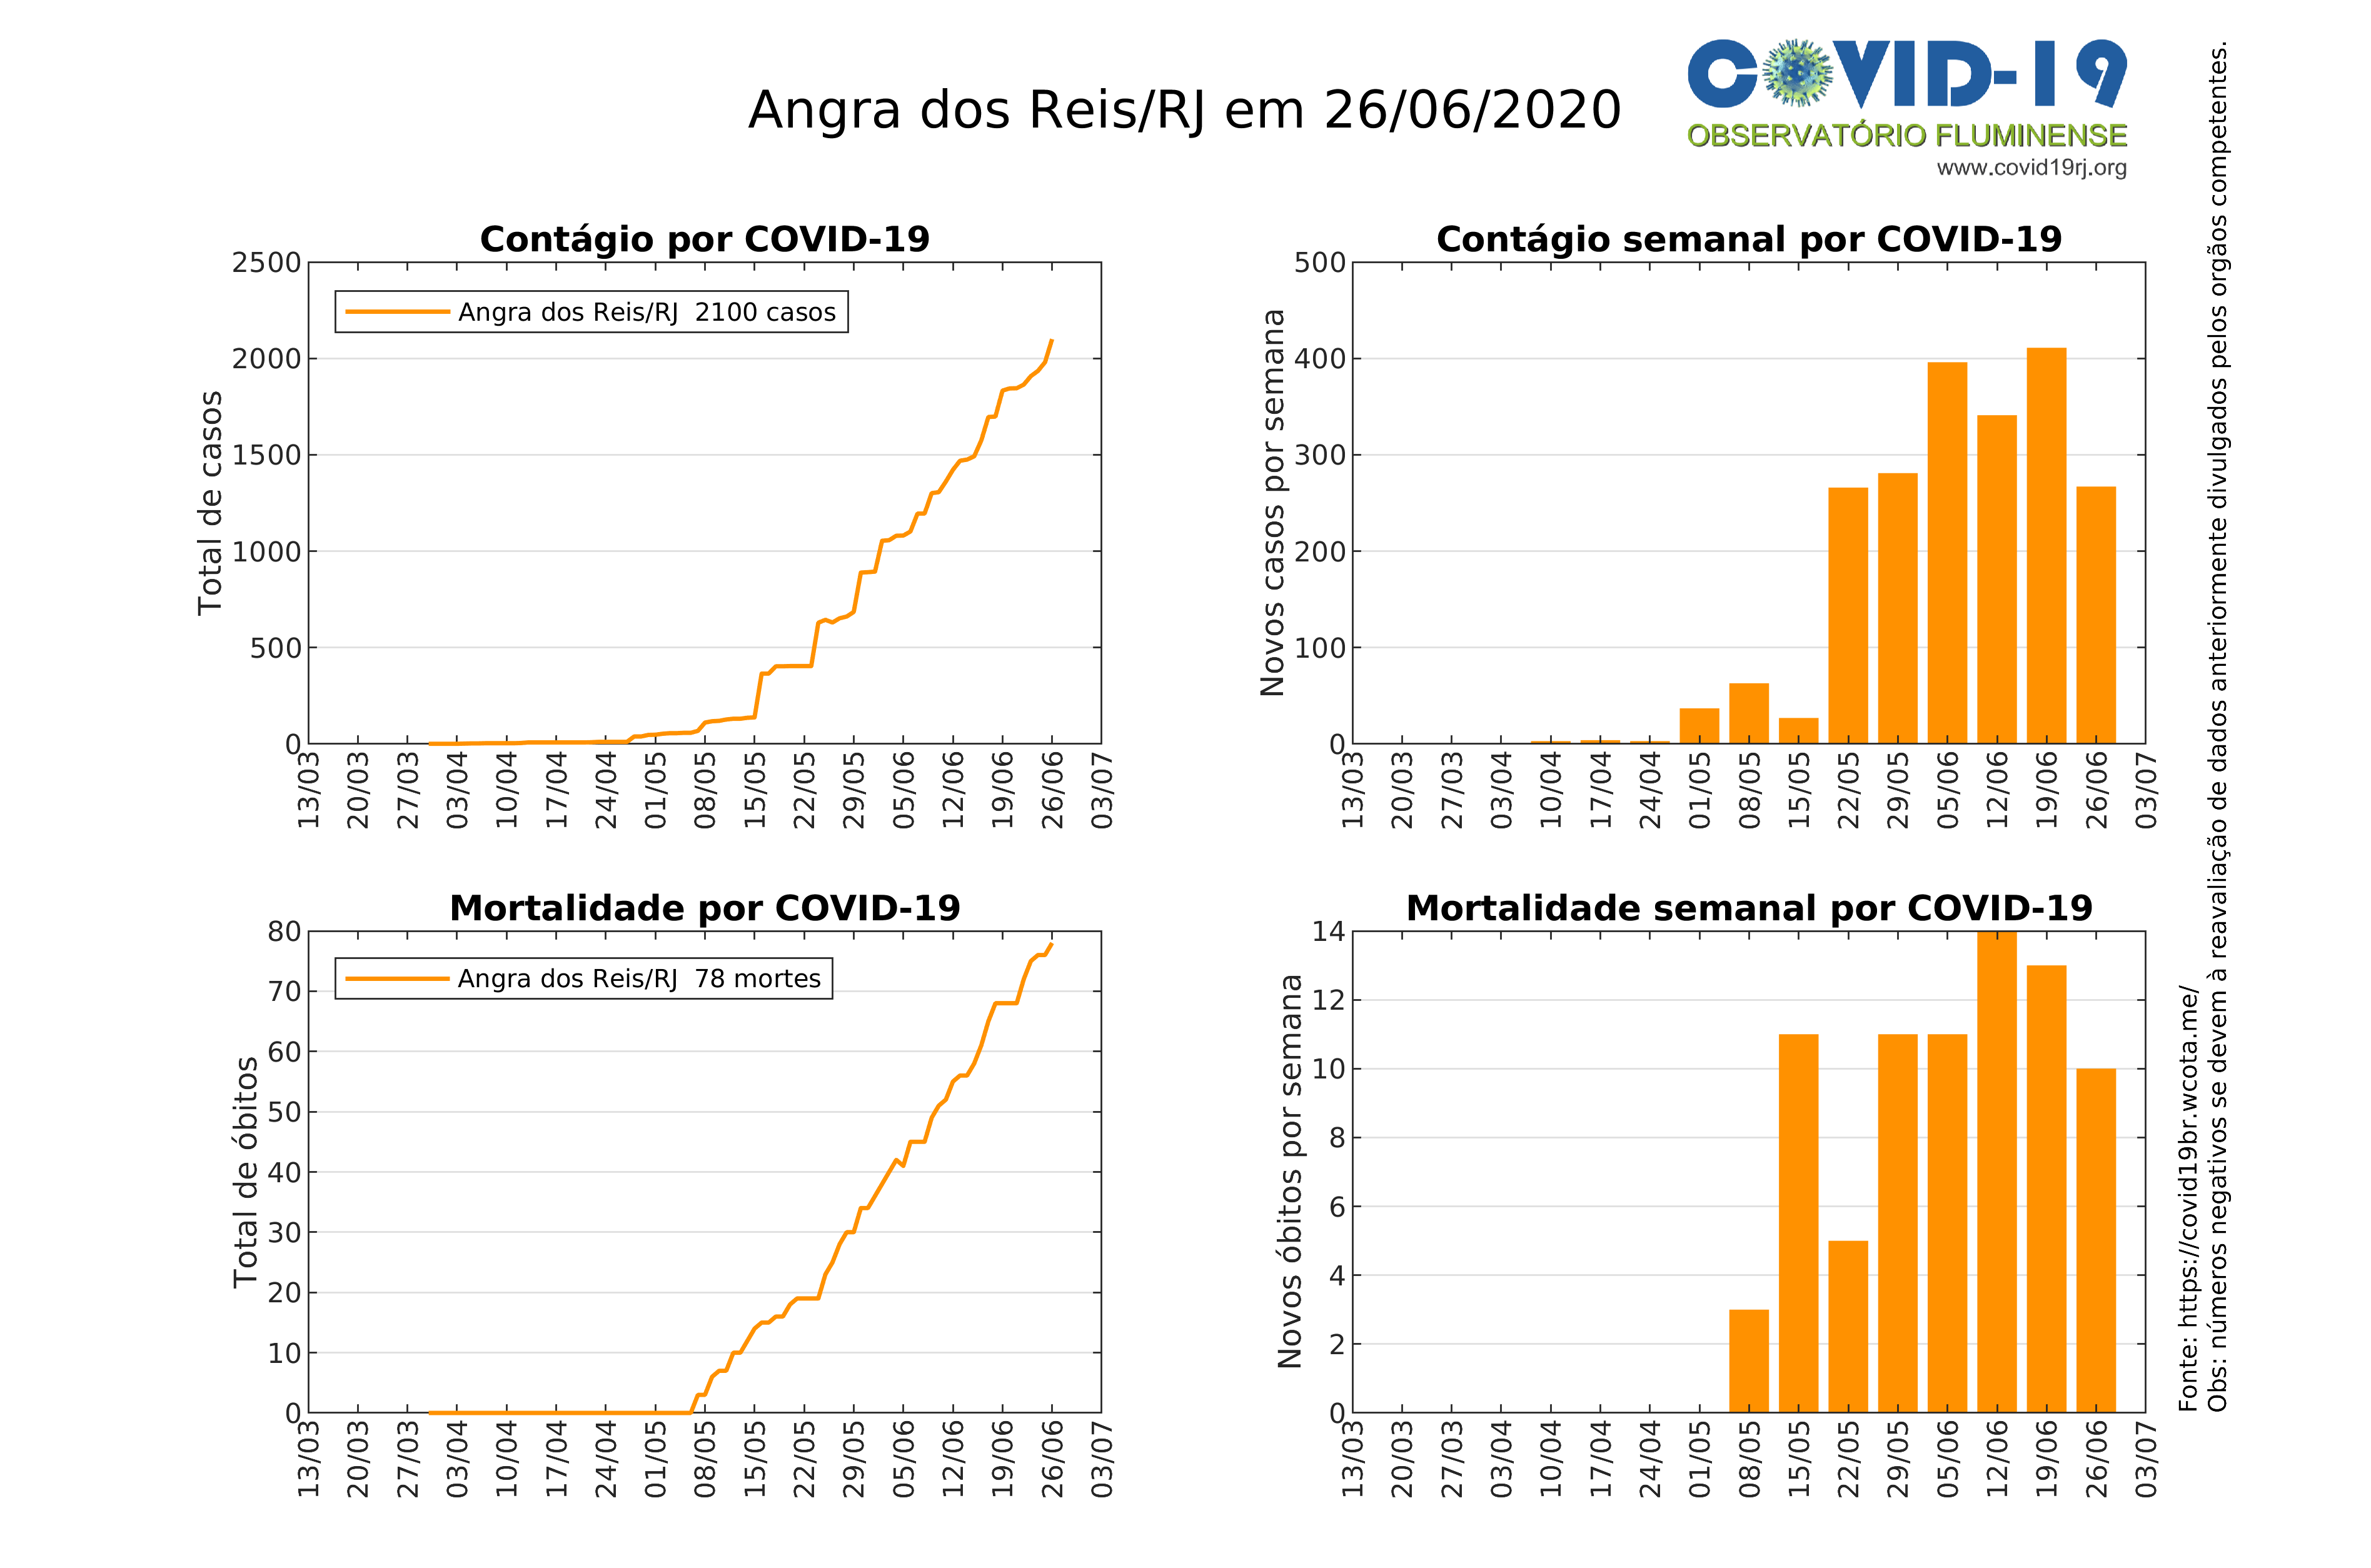 Angra dos Reis/RJ em 26/06/2020
COVID-19
OBSERVATÓRIO FLUMINENSE
www.covid19rj.org
Contágio por COVID-19
Total de casos
2500
2000
1500
1000
500
0
Angra dos Reis/RJ 2100 casos
13/03 20/03 27/03 03/04 10/04 17/04 24/04 01/05 08/05 15/05 22/05 29/05 05/06 12/06 19/06 26/06 03/07
Contágio semanal por COVID-19
Novos casos por semana
500
400
300
200
100
0
13/03 20/03 27/03 03/04 10/04 17/04 24/04 01/05 08/05 15/05 22/05 29/05 05/06 12/06 19/06 26/06 03/07
Mortalidade por COVID-19
Total de óbitos
80
70
60
50
40
30
20
10
0
Angra dos Reis/RJ 78 mortes
13/03 20/03 27/03 03/04 10/04 17/04 24/04 01/05 08/05 15/05 22/05 29/05 05/06 12/06 19/06 26/06 03/07
Mortalidade semanal por COVID-19
Novos óbitos por semana
14
12
10
8
6
4
2
0
13/03 20/03 27/03 03/04 10/04 17/04 24/04 01/05 08/05 15/05 22/05 29/05 05/06 12/06 19/06 26/06 03/07
Fonte: https://covid19br.wcota.me/
Obs: números negativos se devem à reavaliação de dados anteriormente divulgados pelos orgãos competentes.